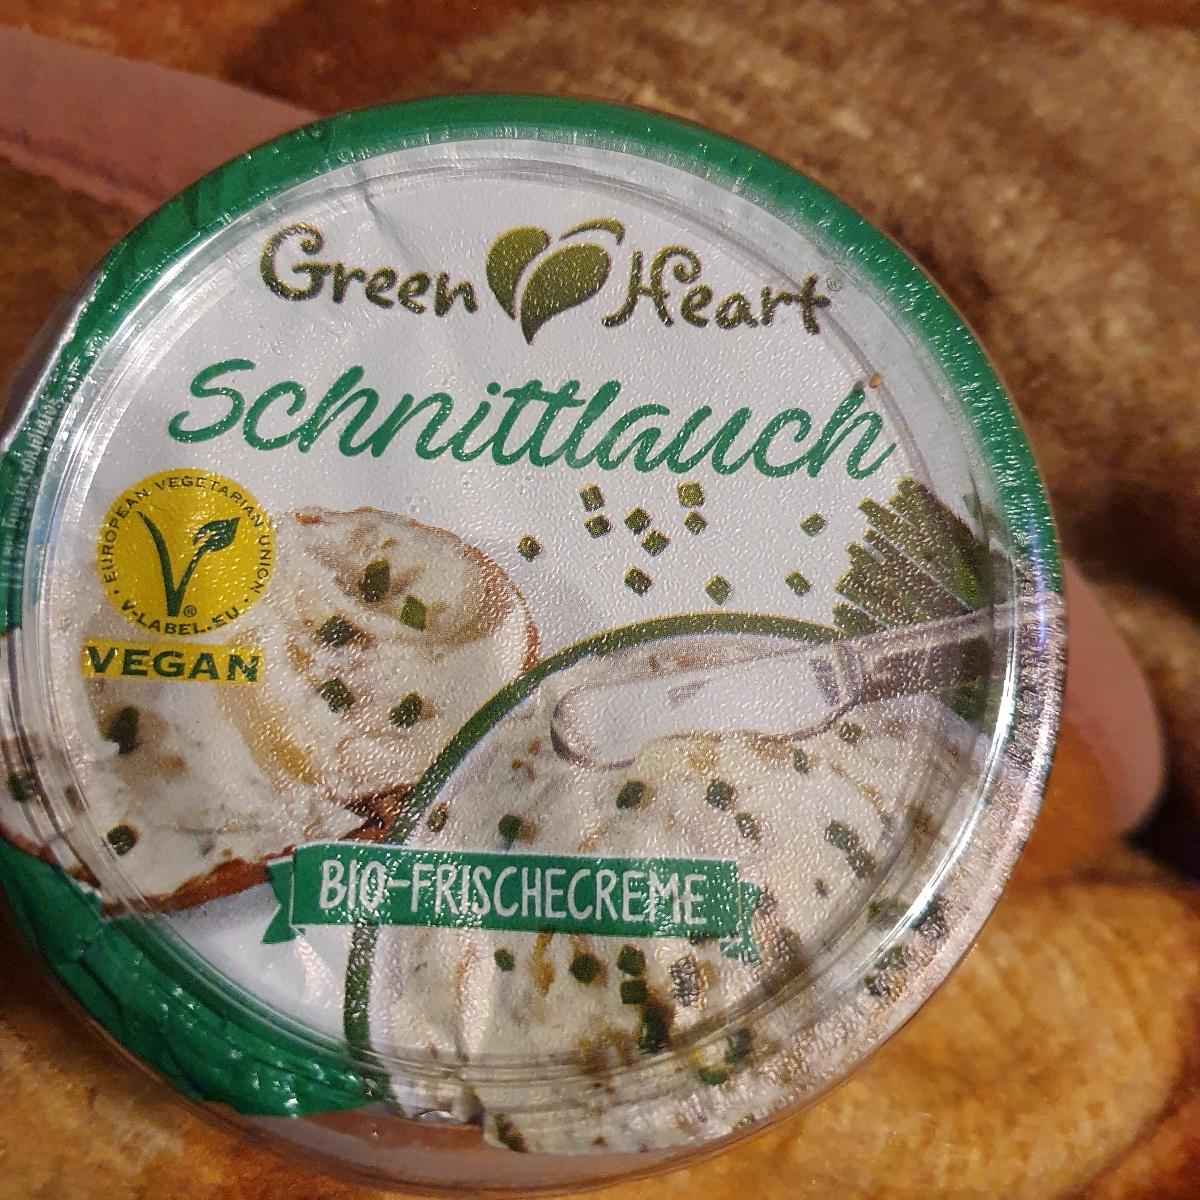 Green Heart®
Schnittlauch
EUROPEAN VEGETARIAN UNION
V-LABEL.EU
®
VEGAN
BIO-FRISCHECREME